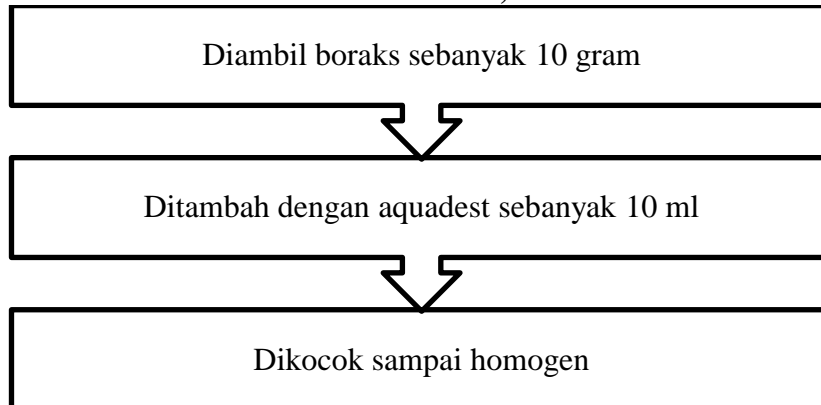 Diambil boraks sebanyak 10 gram
Ditambah dengan aquadest sebanyak 10 ml
Dikocok sampai homogen